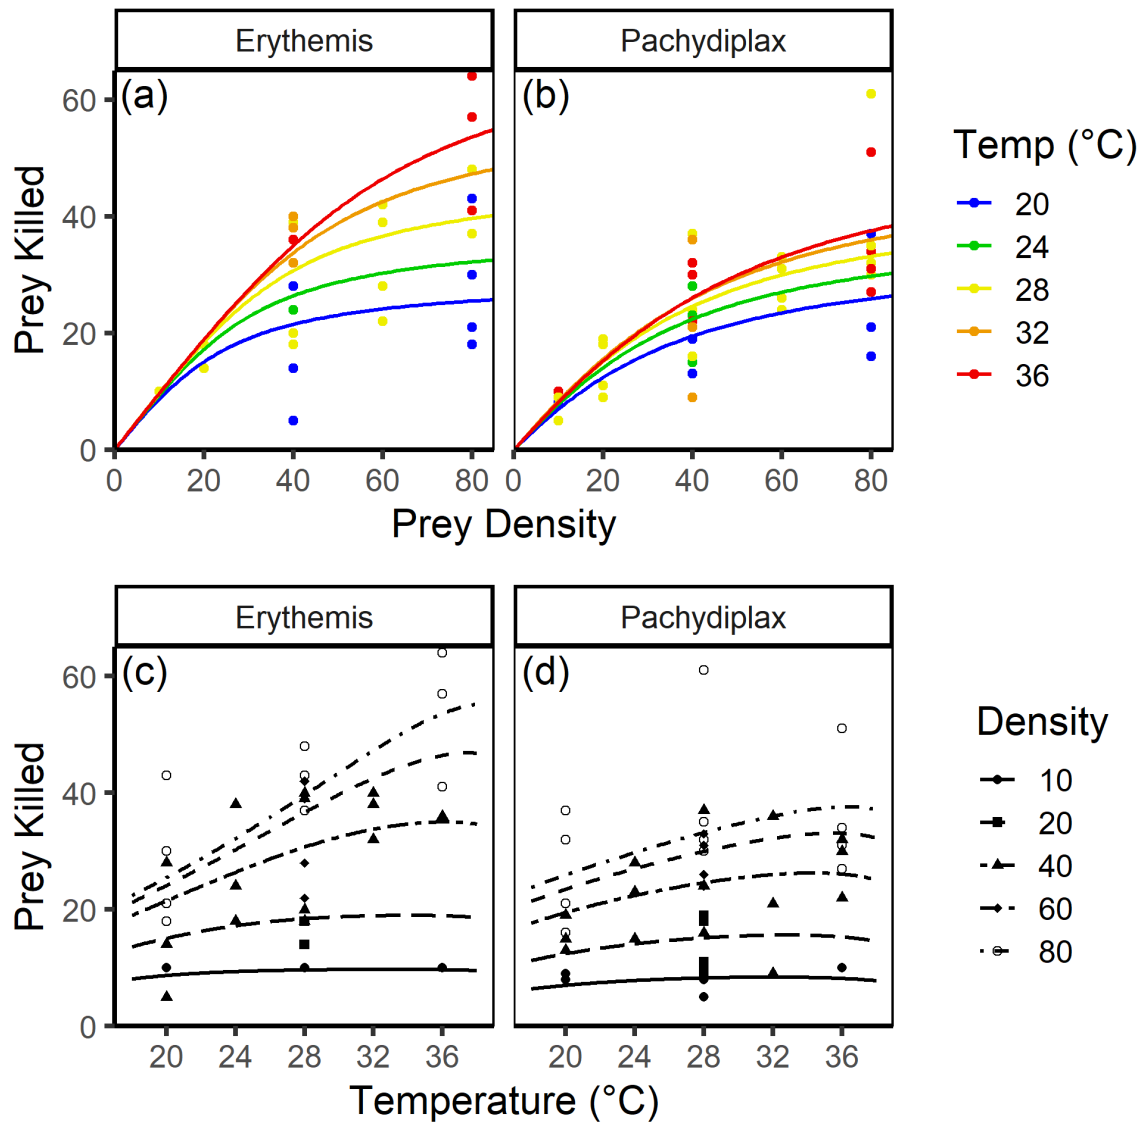 Erythemis Pachydiplax
(a) (b)
60
40
20
0
Prey Killed
0 20 40 60 80 0 20 40 60 80
Prey Density
Temp (°C)
20
24
28
32
36
Erythemis Pachydiplax
(c) (d)
60
40
20
0
Prey Killed
20 24 28 32 36 20 24 28 32 36
Temperature (°C)
Density
10
20
40
60
80